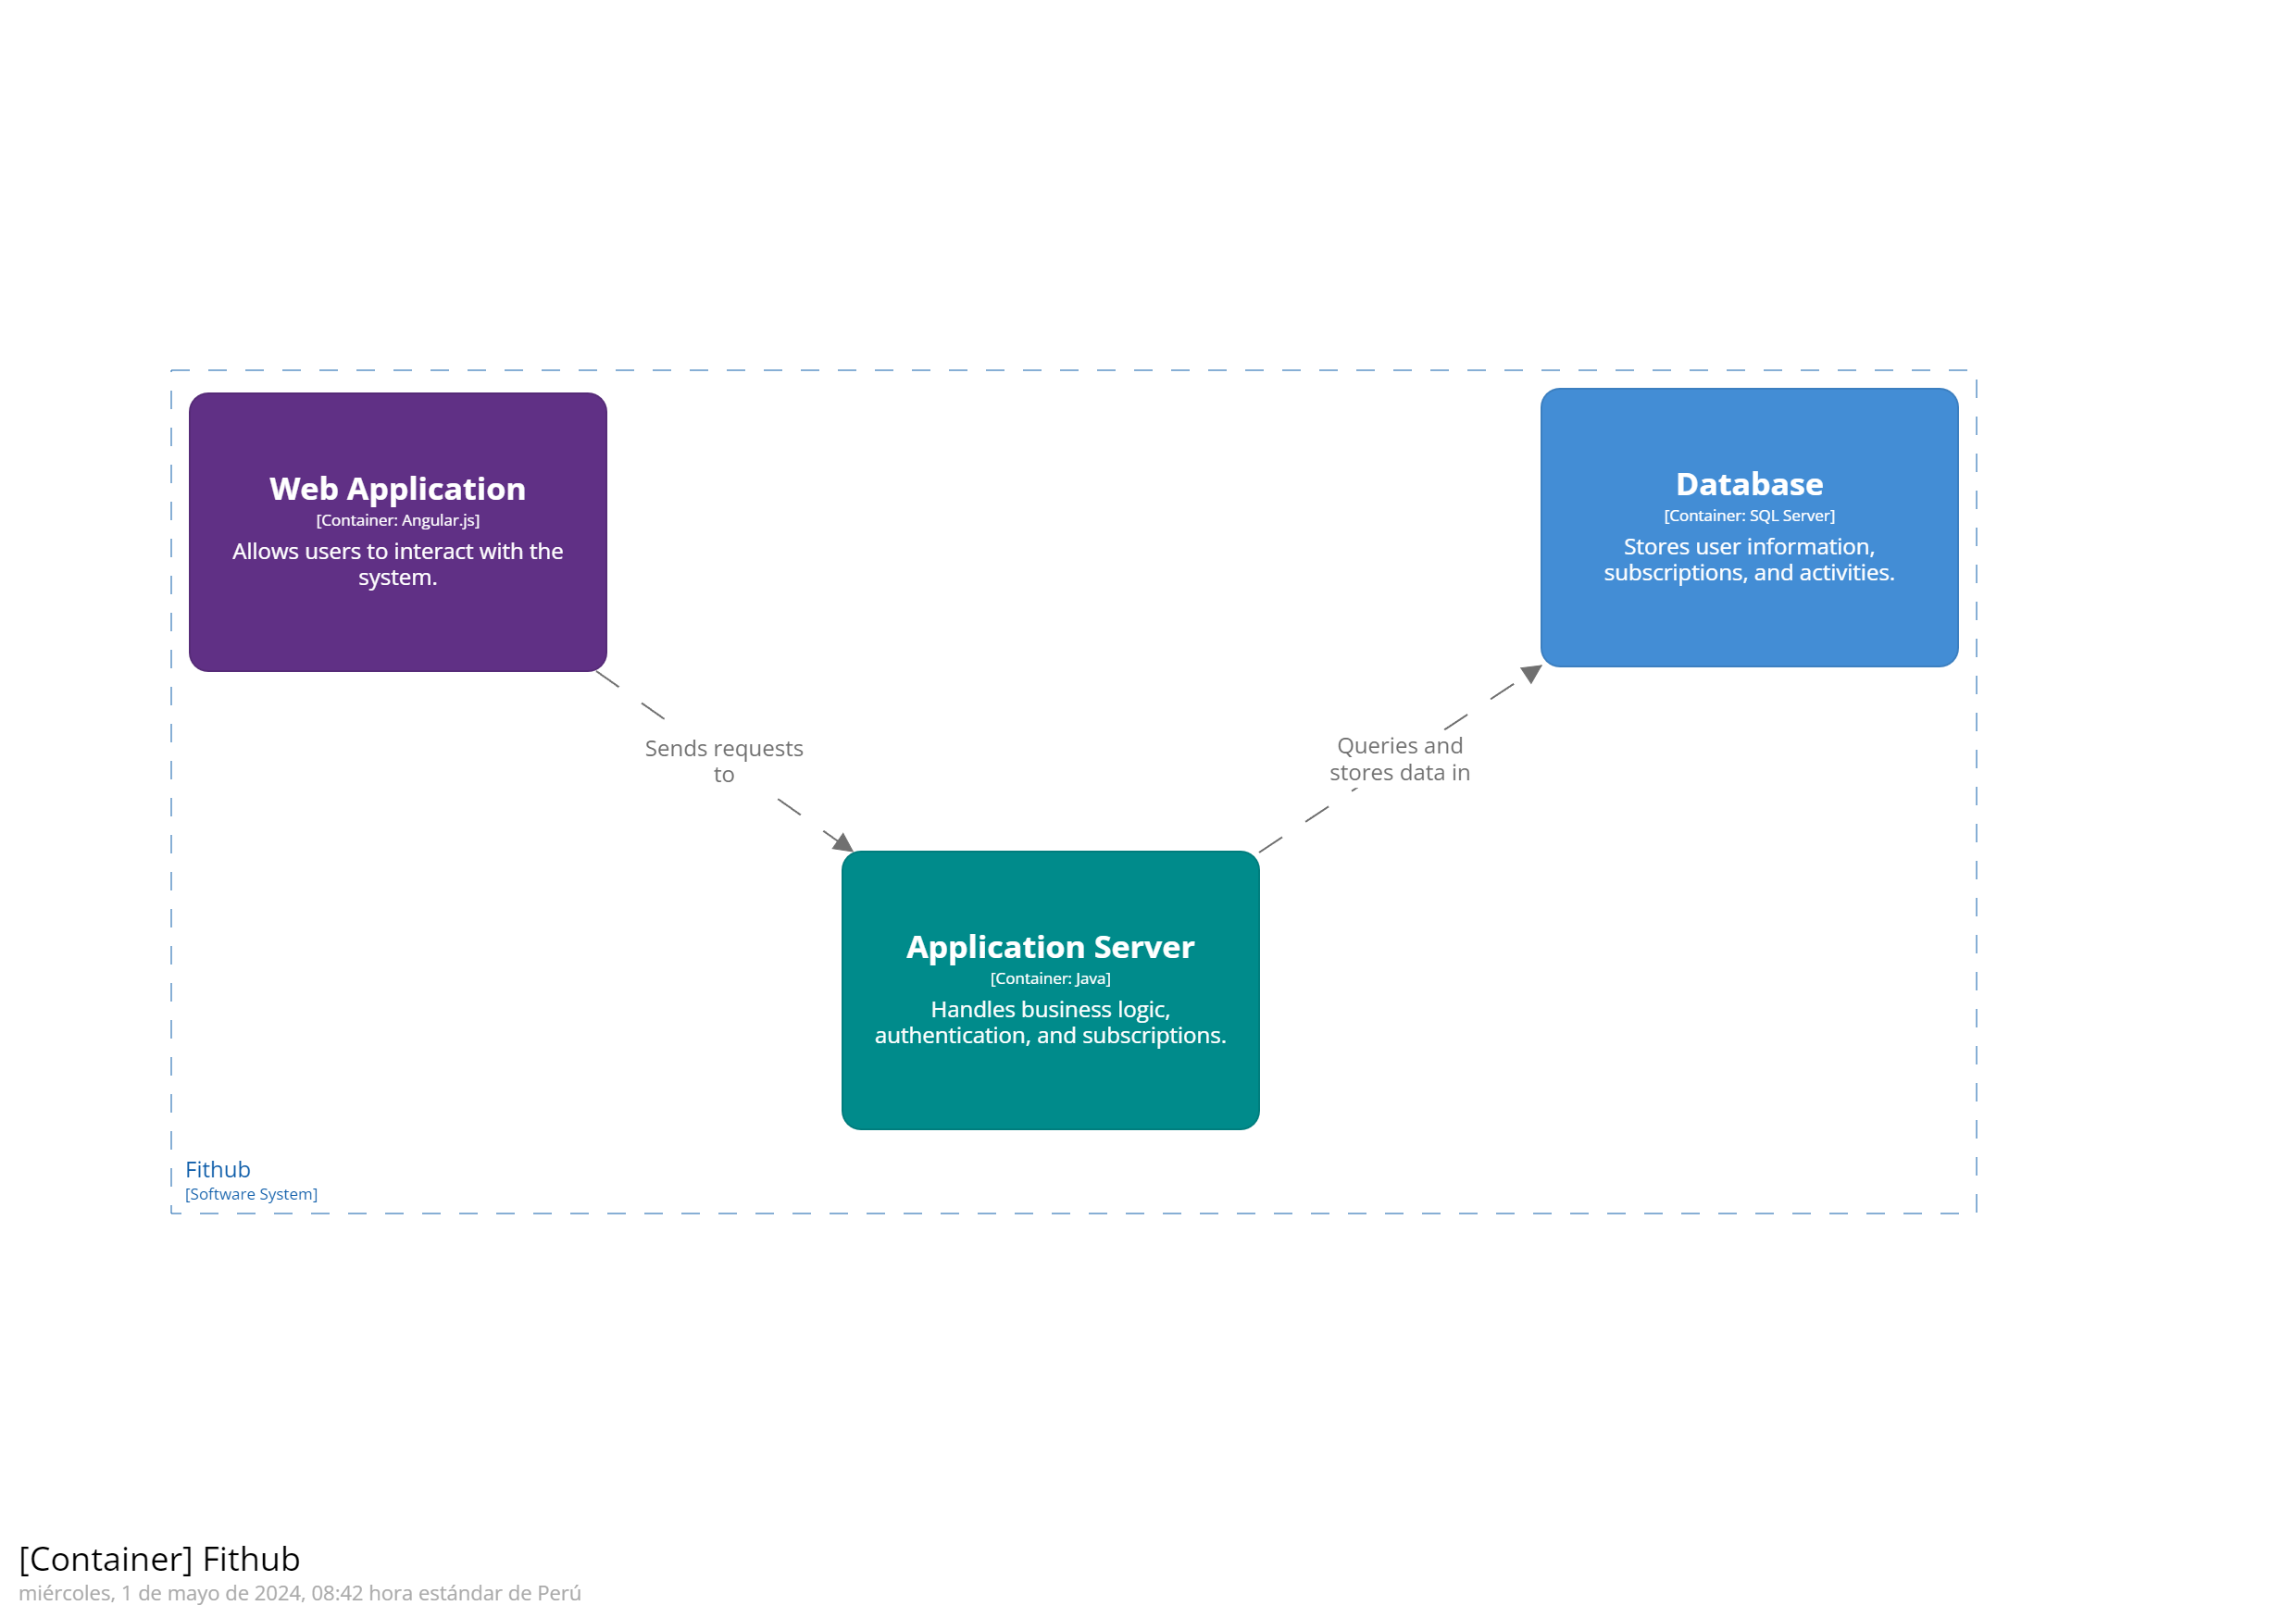 Web Application
[Container: Angular.js]
Allows users to interact with the
system.
Database
[Container: SQL Server]
Stores user information,
subscriptions, and activities.
Sends requests
to
Queries and
stores data in
Application Server
[Container: Java]
Handles business logic,
authentication, and subscriptions.
Fithub
[Software System]
[Container] Fithub
miércoles, 1 de mayo de 2024, 08:42 hora estándar de Perú